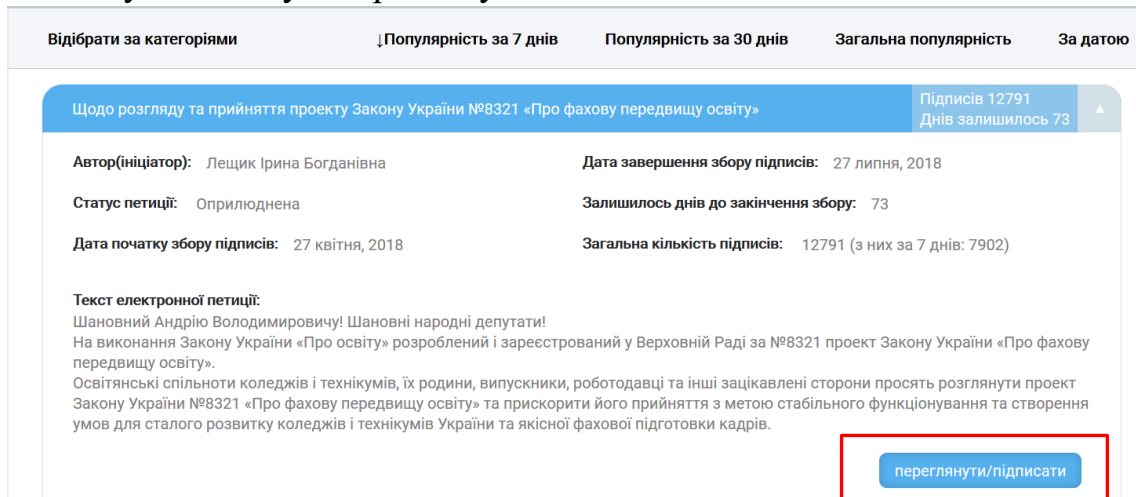 Відібрати за категоріями ↓Популярність за 7 днів Популярність за 30 днів Загальна популярність За датою
Щодо розгляду та прийняття проекту Закону України №8321 «Про фахову передвищу освіту»
Підписів 12791
Днів залишилось 73
Автор(ініціатор): Лещик Ірина Богданівна
Дата завершення збору підписів: 27 липня, 2018
Статус петиції: Оприлюднена
Залишилось днів до закінчення збору: 73
Дата початку збору підписів: 27 квітня, 2018
Загальна кількість підписів: 12791 (з них за 7 днів: 7902)
Текст електронної петиції:
Шановний Андрію Володимировичу! Шановні народні депутати!
На виконання Закону України «Про освіту» розроблений і зареєстрований у Верховній Раді за №8321 проект Закону України «Про фахову
передвищу освіту».
Освітянські спільноти коледжів і технікумів, їх родини, випускники, роботодавці та інші зацікавлені сторони просять розглянути проект
Закону України №8321 «Про фахову передвищу освіту» та прискорити його прийняття з метою стабільного функціонування та створення
умов для сталого розвитку коледжів і технікумів України та якісної фахової підготовки кадрів.
переглянути/підписати